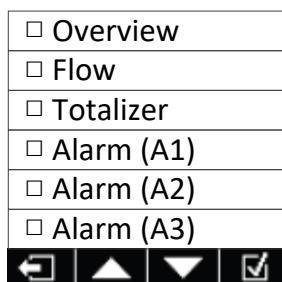 Overview
Flow
Totalizer
Alarm (A1)
Alarm (A2)
Alarm (A3)